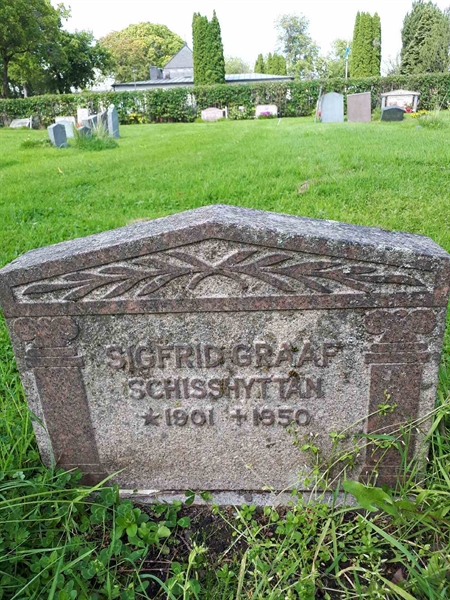 SIGFRID GRAAF
SCHISSHYTTAN
★1901 +1950